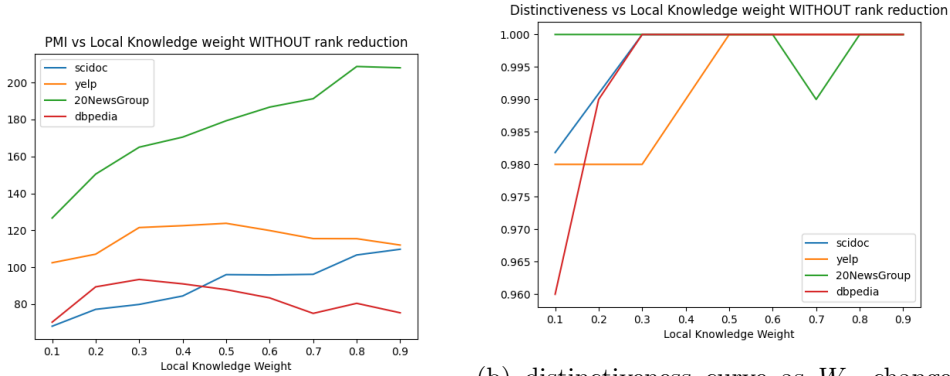 PMI vs Local Knowledge weight WITHOUT rank reduction
scidoc
yelp
20NewsGroup
dbpedia
200
180
160
140
120
100
80
0.1 0.2 0.3 0.4 0.5 0.6 0.7 0.8 0.9
Local Knowledge Weight
Distinctiveness vs Local Knowledge weight WITHOUT rank reduction
1.000
0.995
0.990
0.985
0.980
0.975
0.970
0.965
0.960
scidoc
yelp
20NewsGroup
dbpedia
0.1 0.2 0.3 0.4 0.5 0.6 0.7 0.8 0.9
Local Knowledge Weight
(b) distinctiveness curve as W